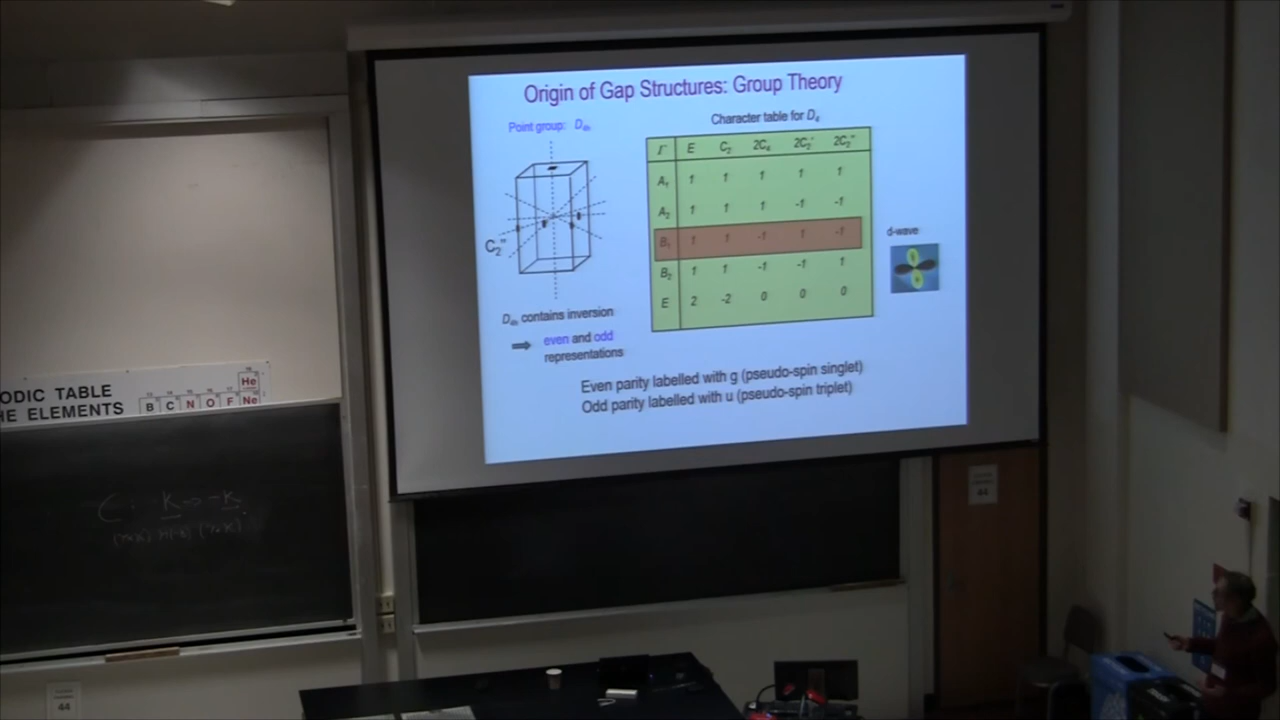 Origin of Gap Structures: Group Theory
Point group: D4h
Character table for D4
Γ E C2 2C4 2C2' 2C2''
A1 1 1 1 1 1
A2 1 1 1 -1 -1
B1 1 1 -1 1 -1
B2 1 1 -1 -1 1
E 2 -2 0 0 0
C2''
d-wave
D4h contains inversion
⇒ even and odd
representations
Even parity labelled with g (pseudo-spin singlet)
Odd parity labelled with u (pseudo-spin triplet)
ODIC TABLE
HE ELEMENTS
He
B C N O F Ne
C: k → -k
44
44